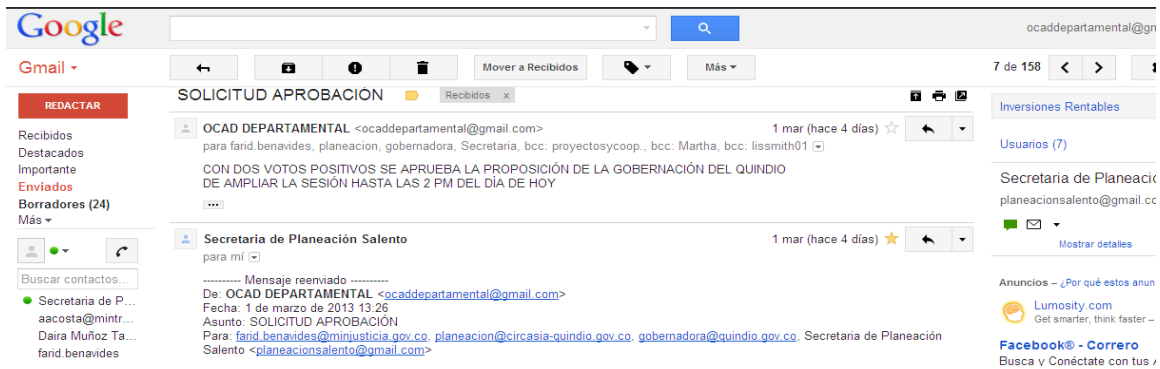 Google
ocaddepartamental@gm
Gmail
Mover a Recibidos
Más
7 de 158
REDACTAR
Recibidos
Destacados
Importante
Enviados
Borradores (24)
Más
Buscar contactos...
Secretaria de P...
aacosta@mintr...
Daira Muñoz Ta...
farid.benavides
SOLICITUD APROBACIÓN
Recibidos x
OCAD DEPARTAMENTAL <ocaddepartamental@gmail.com>
1 mar (hace 4 días)
para farid.benavides, planeacion, gobernadora, Secretaria, bcc: proyectosycoop., bcc: Martha, bcc: lissmith01
CON DOS VOTOS POSITIVOS SE APRUEBA LA PROPOSICIÓN DE LA GOBERNACIÓN DEL QUINDIO
DE AMPLIAR LA SESIÓN HASTA LAS 2 PM DEL DÍA DE HOY
Secretaria de Planeación Salento
1 mar (hace 4 días)
para mí
---------- Mensaje reenviado ----------
De: OCAD DEPARTAMENTAL <ocaddepartamental@gmail.com>
Fecha: 1 de marzo de 2013 13:26
Asunto: SOLICITUD APROBACIÓN
Para: farid.benavides@minjusticia.gov.co, planeacion@circasia-quindio.gov.co, gobernadora@quindio.gov.co, Secretaria de Planeación
Salento <planeacionsalento@gmail.com>
Inversiones Rentables
Usuarios (7)
Secretaria de Planeació
planeacionsalento@gmail.co
Mostrar detalles
Anuncios – ¿Por qué estos anun
Lumosity.com
Get smarter, think faster –
Facebook® - Correro
Busca y Conéctate con tus A